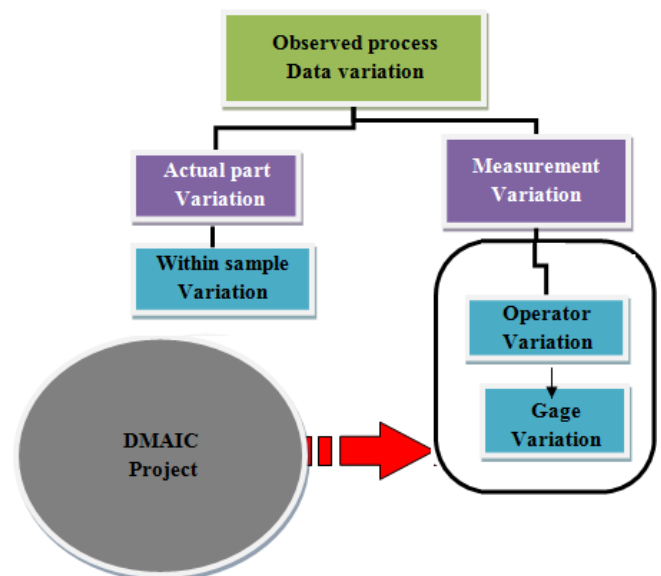 Observed process
Data variation
Actual part
Variation
Measurement
Variation
Within sample
Variation
Operator
Variation
Gage
Variation
DMAIC
Project